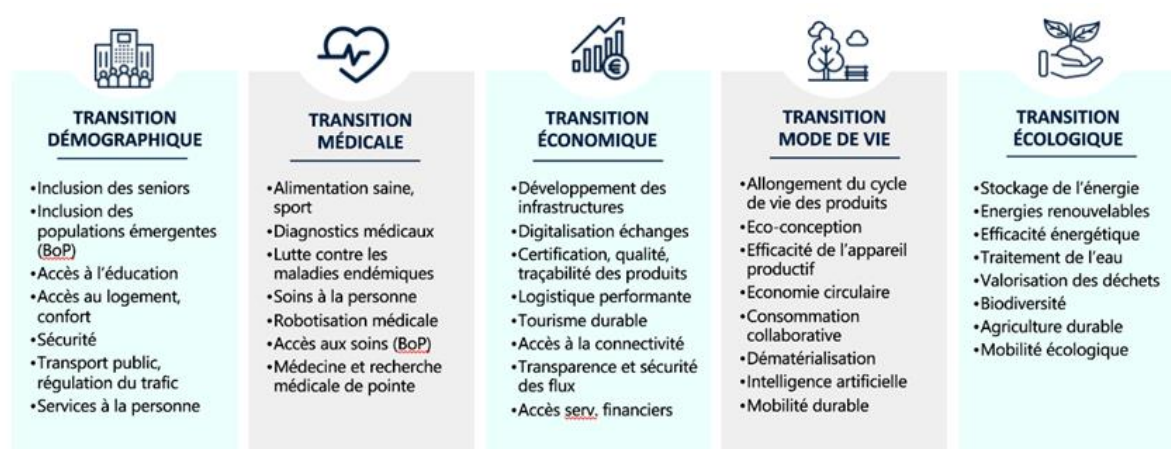 TRANSITION
DÉMOGRAPHIQUE
•Inclusion des seniors
•Inclusion des
populations émergentes
(BoP)
•Accès à l'éducation
•Accès au logement,
confort
•Sécurité
•Transport public,
régulation du trafic
•Services à la personne
TRANSITION
MÉDICALE
•Alimentation saine,
sport
•Diagnostics médicaux
•Lutte contre les
maladies endémiques
•Soins à la personne
•Robotisation médicale
•Accès aux soins (BoP)
•Médecine et recherche
médicale de pointe
TRANSITION
ÉCONOMIQUE
•Développement des
infrastructures
•Digitalisation échanges
•Certification, qualité,
traçabilité des produits
•Logistique performante
•Tourisme durable
•Accès à la connectivité
•Transparence et sécurité
des flux
•Accès serv. financiers
TRANSITION
MODE DE VIE
•Allongement du cycle
de vie des produits
•Eco-conception
•Efficacité de l'appareil
productif
•Economie circulaire
•Consommation
collaborative
•Dématérialisation
•Intelligence artificielle
•Mobilité durable
TRANSITION
ÉCOLOGIQUE
•Stockage de l'énergie
•Energies renouvelables
•Efficacité énergétique
•Traitement de l'eau
•Valorisation des déchets
•Biodiversité
•Agriculture durable
•Mobilité écologique